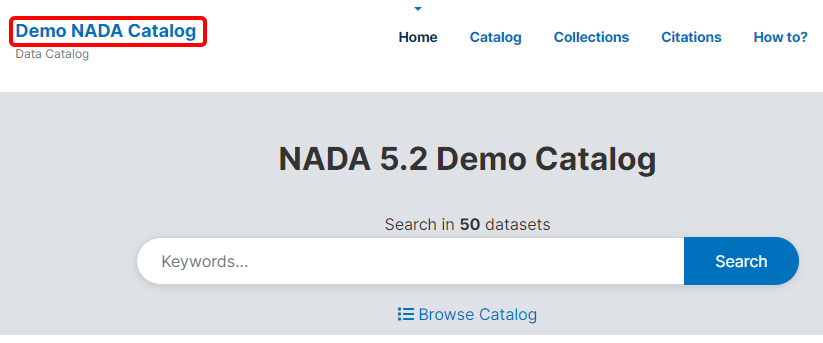 Demo NADA Catalog
Data Catalog
Home Catalog Collections Citations How to?
NADA 5.2 Demo Catalog
Search in 50 datasets
Keywords...
Search
Browse Catalog